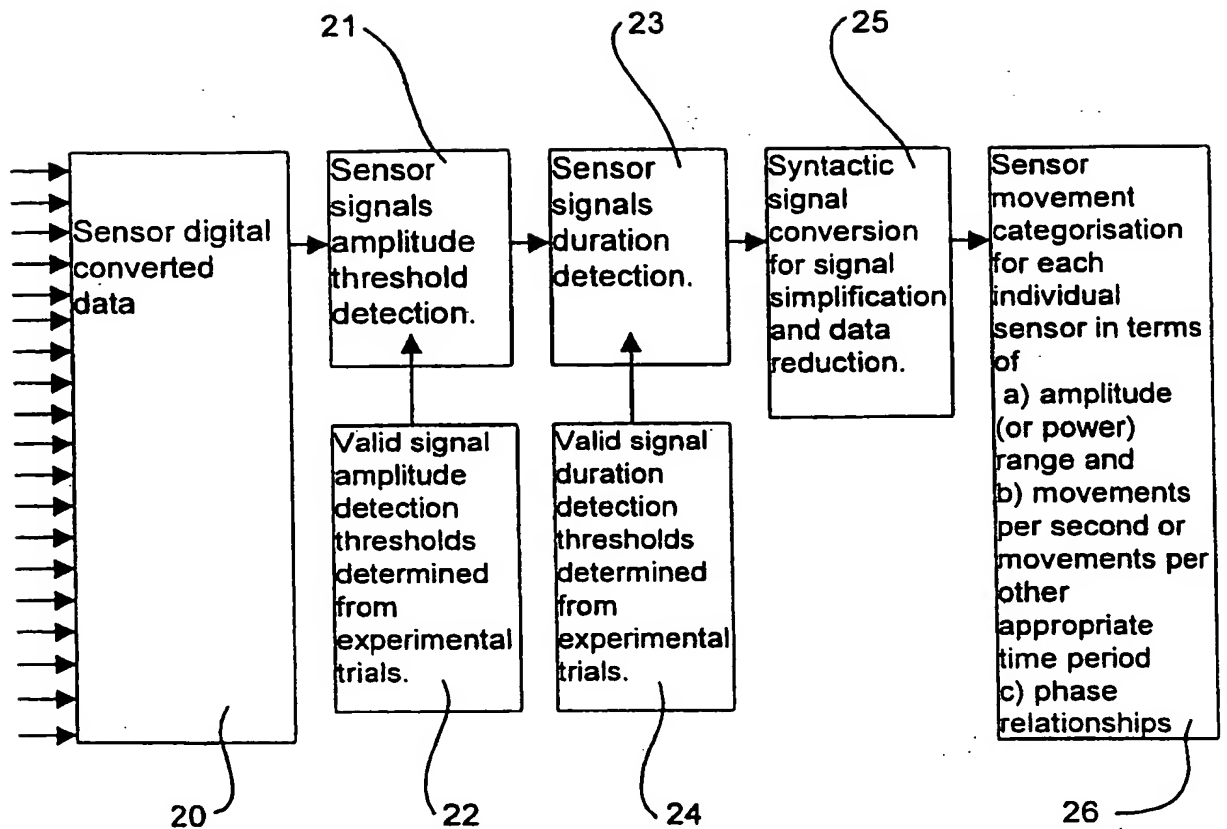 21
23
25
Sensor digital
converted
data
Sensor
signals
amplitude
threshold
detection.
Sensor
signals
duration
detection.
Syntactic
signal
conversion
for signal
simplification
and data
reduction.
Sensor
movement
categorisation
for each
individual
sensor in terms
of
a) amplitude
(or power)
range and
b) movements
per second or
movements per
other
appropriate
time period
c) phase
relationships
Valid signal
amplitude
detection
thresholds
determined
from
experimental
trials.
Valid signal
duration
detection
thresholds
determined
from
experimental
trials.
20
22
24
26